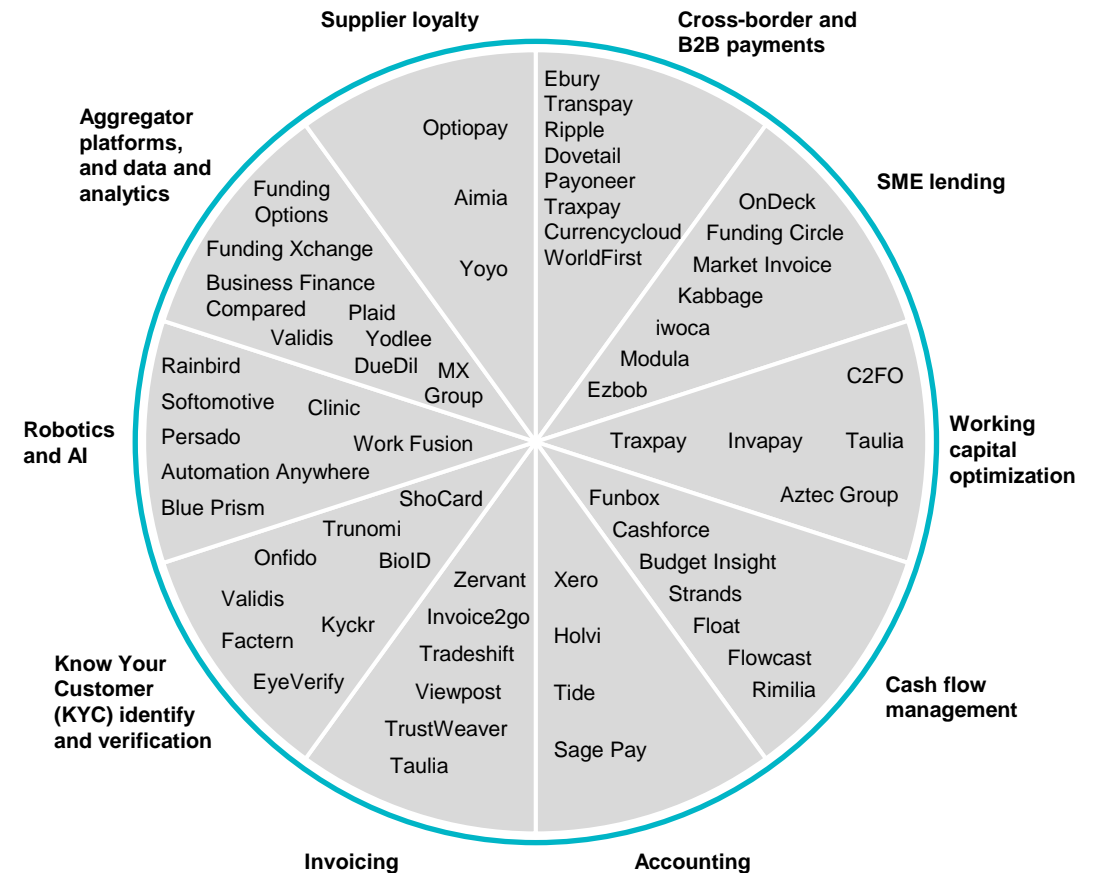 Supplier loyalty
Cross-border and
B2B payments
Ebury
Transpay
Ripple
Dovetail
Payoneer
Traxpay
Currencycloud
WorldFirst
SME lending
OnDeck
Funding Circle
Market Invoice
Kabbage
iwoca
Modula
Ezbob
Working
capital
optimization
C2FO
Traxpay
Invapay
Taulia
Aztec Group
Cash flow
management
Funbox
Cashforce
Budget Insight
Strands
Float
Flowcast
Rimilia
Accounting
Xero
Holvi
Tide
Sage Pay
Invoicing
Zervant
Invoice2go
Tradeshift
Viewpost
TrustWeaver
Taulia
Know Your
Customer
(KYC) identify
and verification
ShoCard
Trunomi
Onfido
BioID
Validis
Kyckr
Factern
EyeVerify
Robotics
and AI
Rainbird
Softomotive
Clinic
Persado
Work Fusion
Automation Anywhere
Blue Prism
Aggregator
platforms,
and data and
analytics
Funding
Options
Funding Xchange
Business Finance
Compared
Plaid
Validis
Yodlee
DueDil
MX
Group
Optiopay
Aimia
Yoyo